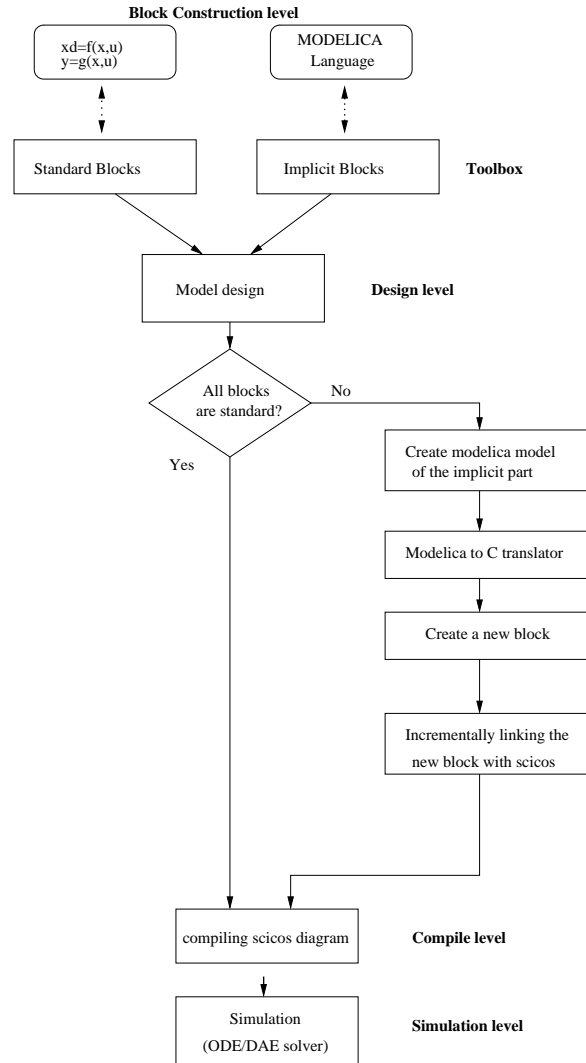 Block Construction level
xd=f(x,u)
y=g(x,u)
MODELICA
Language
Standard Blocks
Implicit Blocks
Toolbox
Model design
Design level
All blocks
are standard?
No
Yes
Create modelica model
of the implicit part
Modelica to C translator
Create a new block
Incrementally linking the
new block with scicos
compiling scicos diagram
Compile level
Simulation
(ODE/DAE solver)
Simulation level